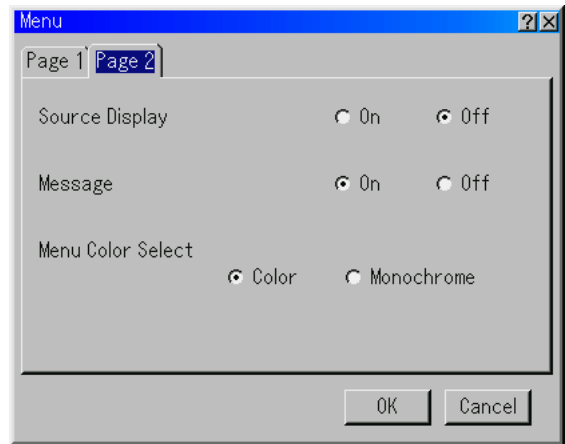 Menu ? ×
Page 1 Page 2
Source Display On Off
Message On Off
Menu Color Select
Color Monochrome
OK Cancel